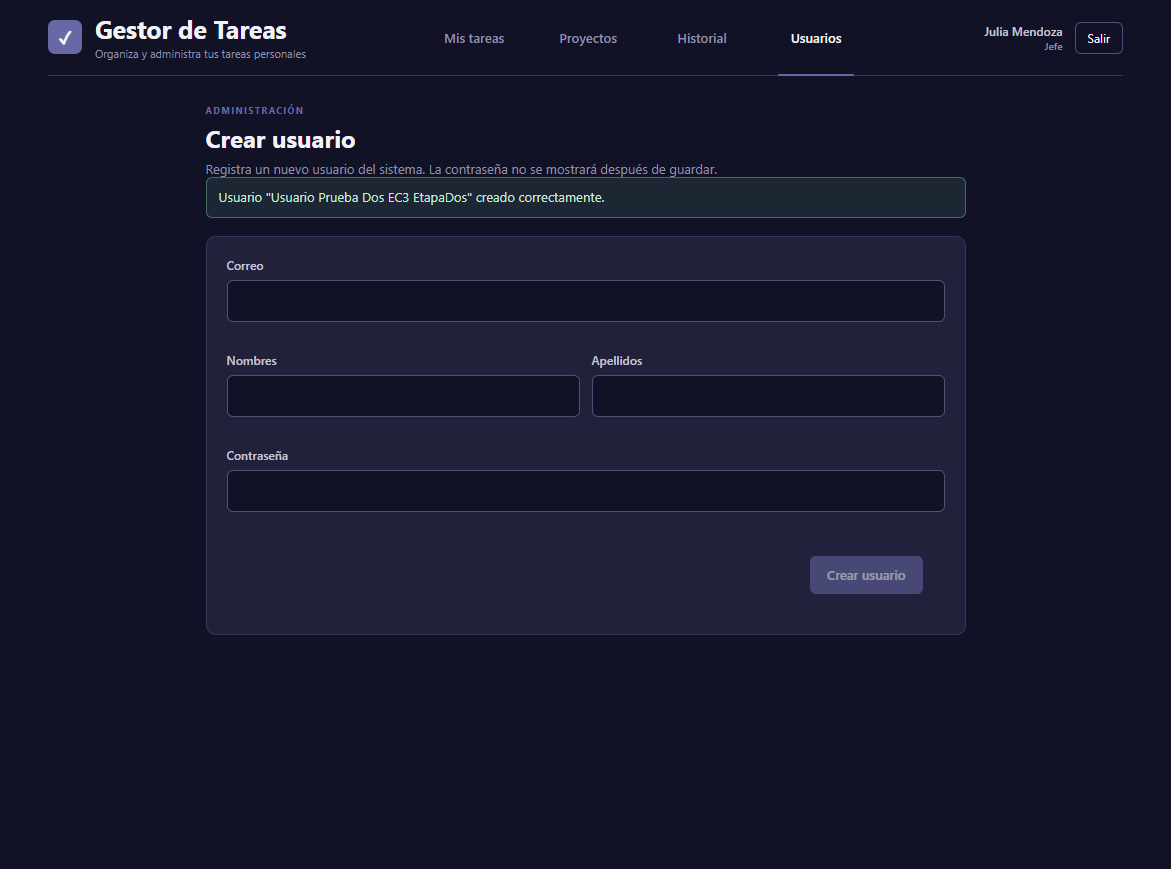 Gestor de Tareas
Organiza y administra tus tareas personales
Mis tareas
Proyectos
Historial
Usuarios
Julia Mendoza
Jefe
Salir
ADMINISTRACIÓN
Crear usuario
Registra un nuevo usuario del sistema. La contraseña no se mostrará después de guardar.
Usuario "Usuario Prueba Dos EC3 EtapaDos" creado correctamente.
Correo
Nombres
Apellidos
Contraseña
Crear usuario